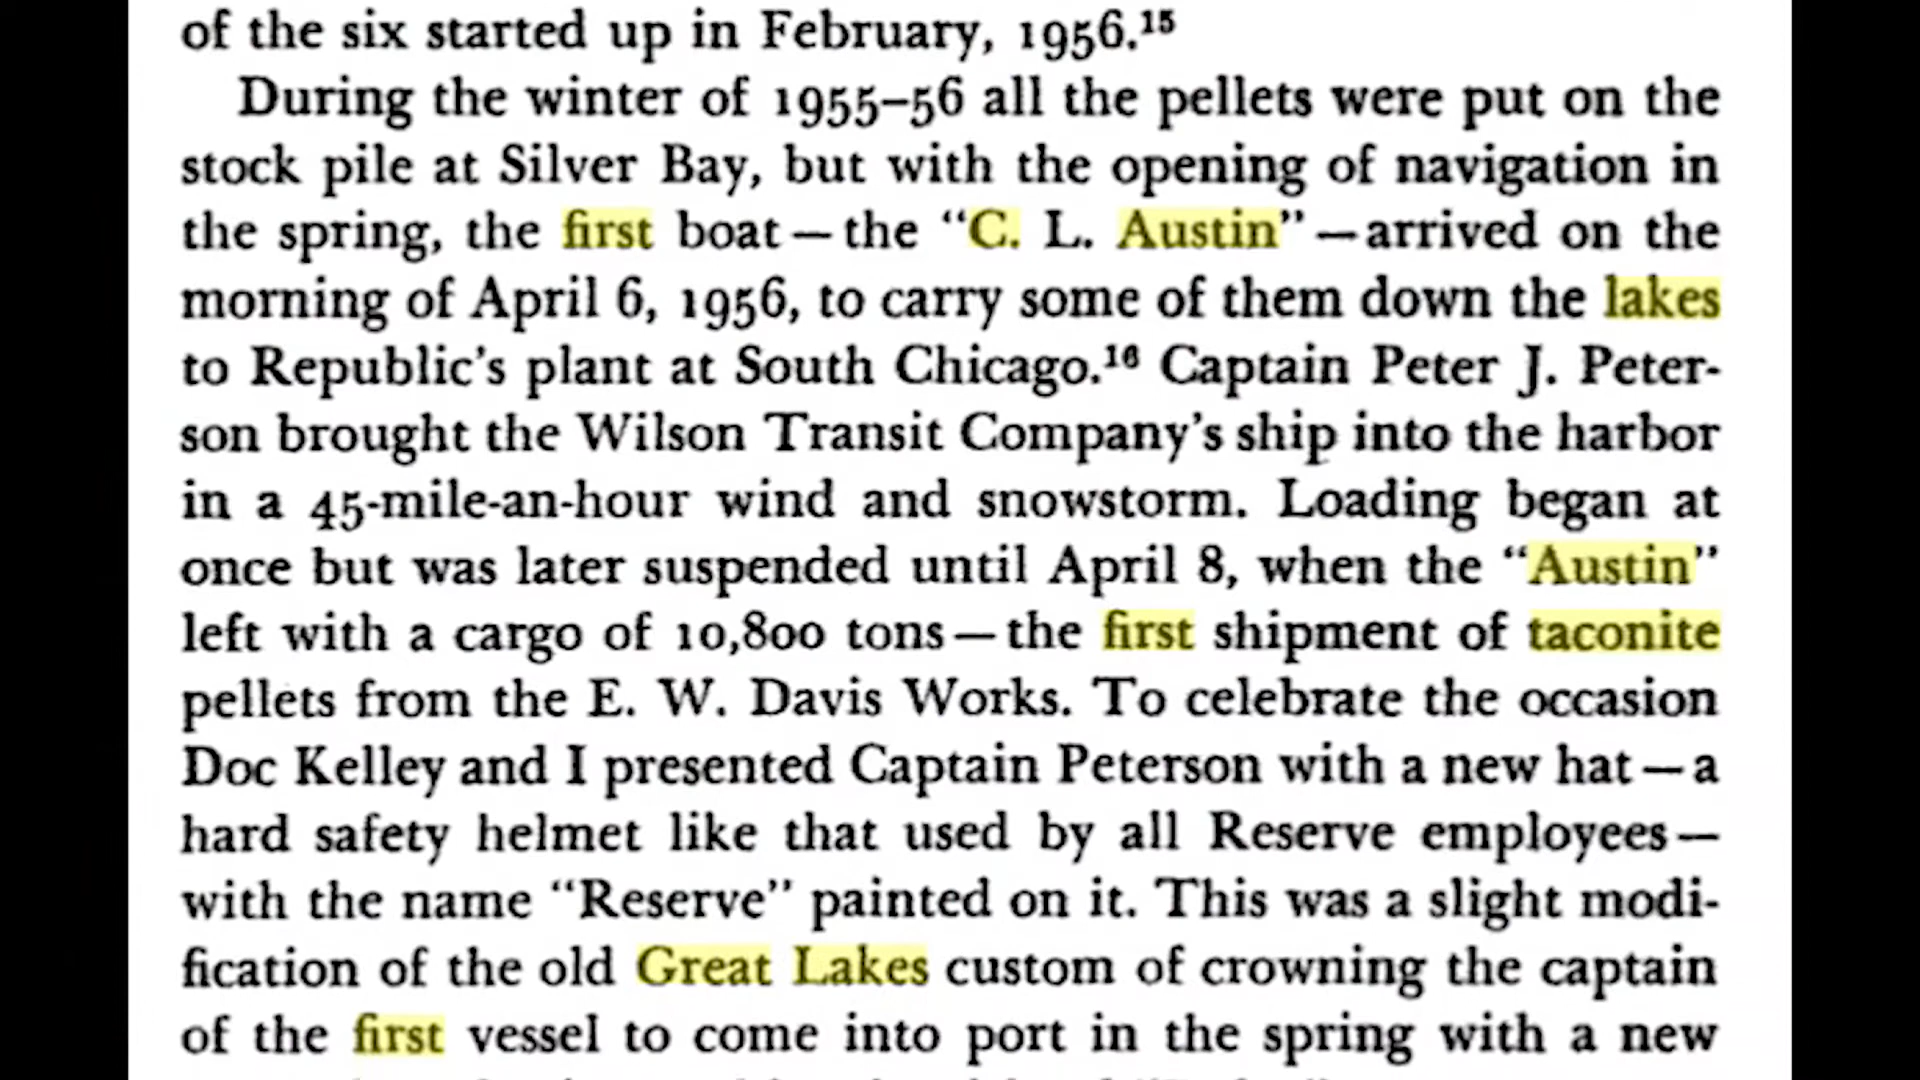 of the six started up in February, 1956.¹⁵
During the winter of 1955–56 all the pellets were put on the
stock pile at Silver Bay, but with the opening of navigation in
the spring, the first boat—the “C. L. Austin”—arrived on the
morning of April 6, 1956, to carry some of them down the lakes
to Republic’s plant at South Chicago.¹⁶ Captain Peter J. Peter-
son brought the Wilson Transit Company’s ship into the harbor
in a 45-mile-an-hour wind and snowstorm. Loading began at
once but was later suspended until April 8, when the “Austin”
left with a cargo of 10,800 tons—the first shipment of taconite
pellets from the E. W. Davis Works. To celebrate the occasion
Doc Kelley and I presented Captain Peterson with a new hat—a
hard safety helmet like that used by all Reserve employees—
with the name “Reserve” painted on it. This was a slight modi-
fication of the old Great Lakes custom of crowning the captain
of the first vessel to come into port in the spring with a new